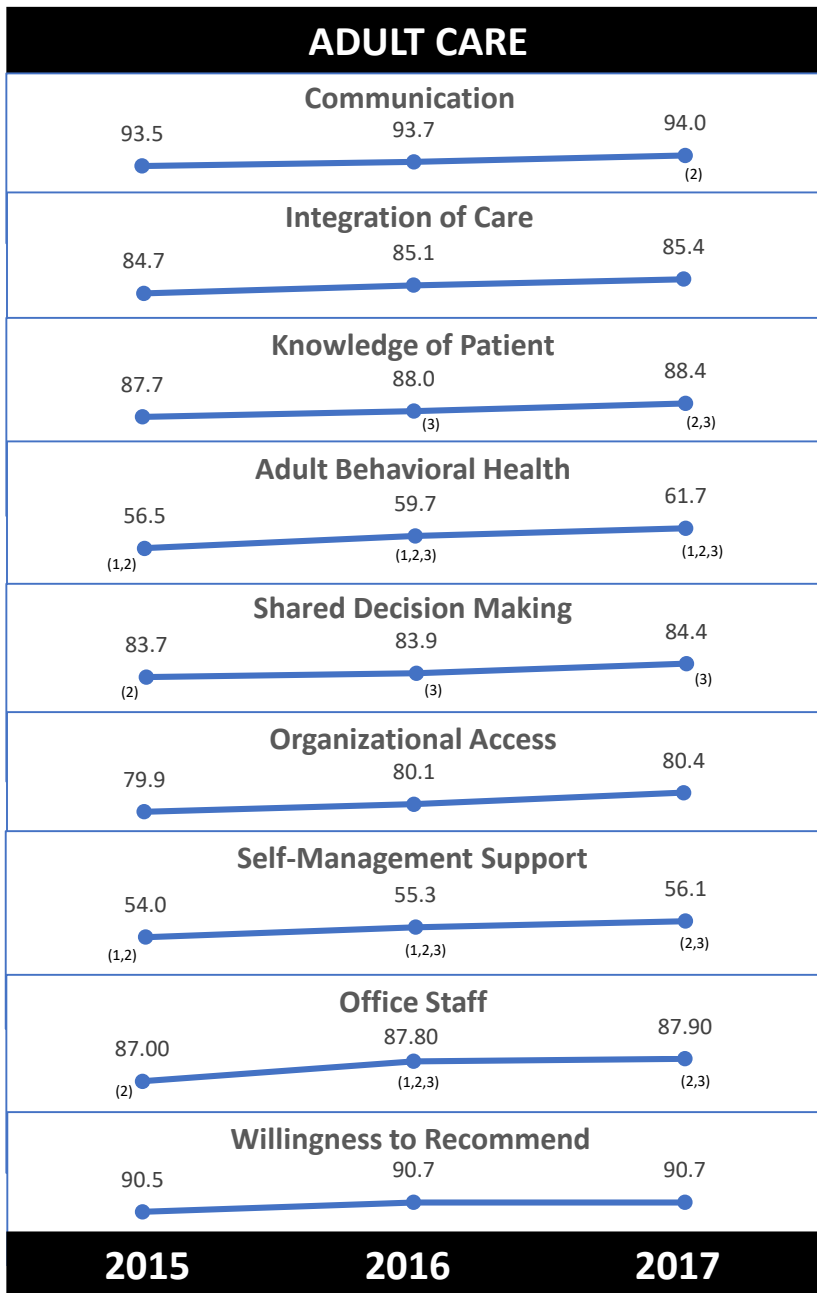 ADULT CARE
Communication
93.5 93.7 94.0
(2)
Integration of Care
84.7 85.1 85.4
Knowledge of Patient
87.7 88.0 88.4
(3) (2,3)
Adult Behavioral Health
56.5 59.7 61.7
(1,2) (1,2,3) (1,2,3)
Shared Decision Making
83.7 83.9 84.4
(2) (3) (3)
Organizational Access
79.9 80.1 80.4
Self-Management Support
54.0 55.3 56.1
(1,2) (1,2,3) (2,3)
Office Staff
87.00 87.80 87.90
(2) (1,2,3) (2,3)
Willingness to Recommend
90.5 90.7 90.7
2015 2016 2017